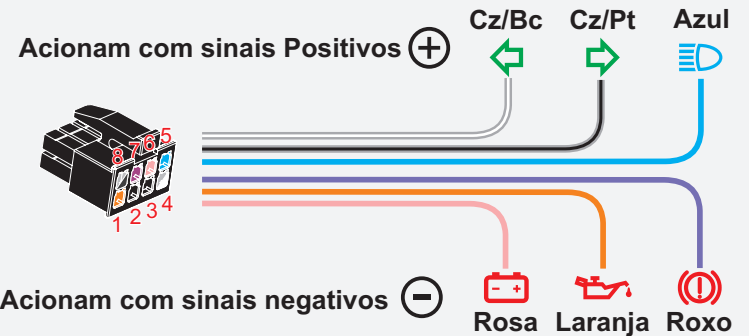 Cz/Bc Cz/Pt Azul
Acionam com sinais Positivos +
8 7 6 5
1 2 3 4
- +
Acionam com sinais negativos -
Rosa Laranja Roxo